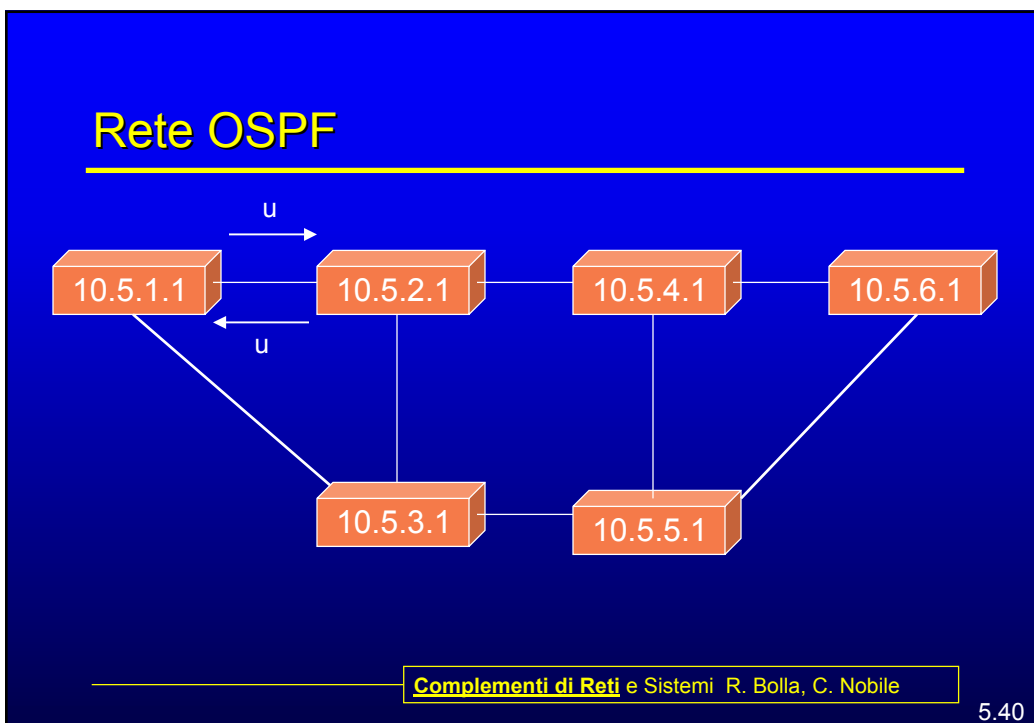 Rete OSPF
u
10.5.1.1
10.5.2.1
10.5.4.1
10.5.6.1
u
10.5.3.1
10.5.5.1
Complementi di Reti e Sistemi R. Bolla, C. Nobile
5.40